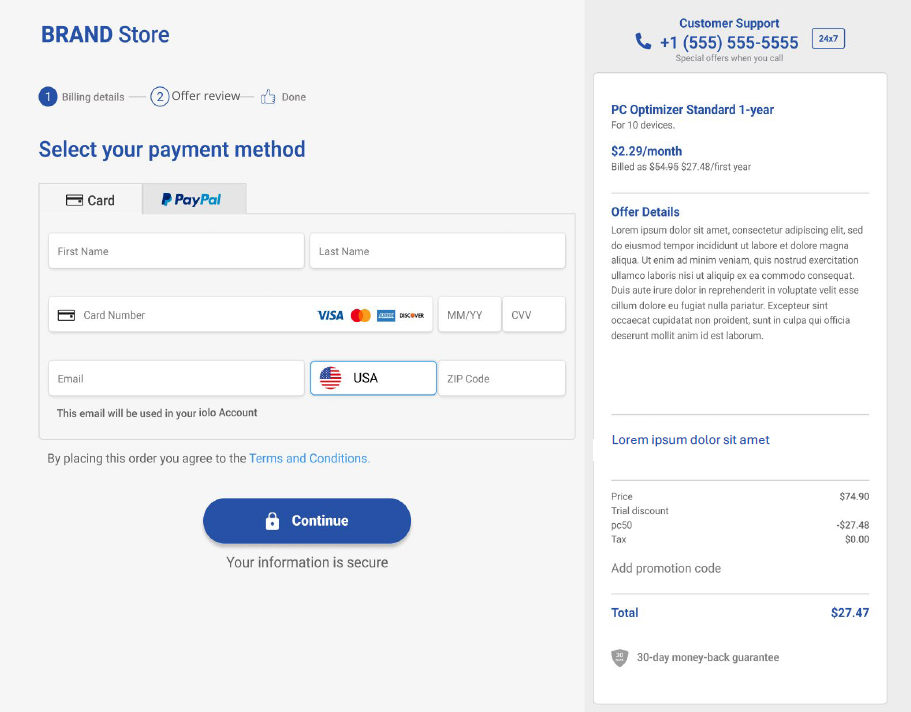 BRAND Store
1 Billing details
2 Offer review
Done
Select your payment method
Card
PayPal
First Name
Last Name
Card Number
VISA
DISCOVER
MM/YY
CVV
Email
USA
ZIP Code
This email will be used in your iolo Account
By placing this order you agree to the Terms and Conditions.
Continue
Your information is secure
Customer Support
+1 (555) 555-5555
24x7
Special offers when you call
PC Optimizer Standard 1-year
For 10 devices.
$2.29/month
Billed as $54.95 $27.48/first year
Offer Details
Lorem ipsum dolor sit amet, consectetur adipiscing elit, sed
do eiusmod tempor incididunt ut labore et dolore magna
aliqua. Ut enim ad minim veniam, quis nostrud exercitation
ullamco laboris nisi ut aliquip ex ea commodo consequat.
Duis aute irure dolor in reprehenderit in voluptate velit esse
cillum dolore eu fugiat nulla pariatur. Excepteur sint
occaecat cupidatat non proident, sunt in culpa qui officia
deserunt mollit anim id est laborum.
Lorem ipsum dolor sit amet
Price $74.90
Trial discount
pc50 -$27.48
Tax $0.00
Add promotion code
Total $27.47
30
30-day money-back guarantee